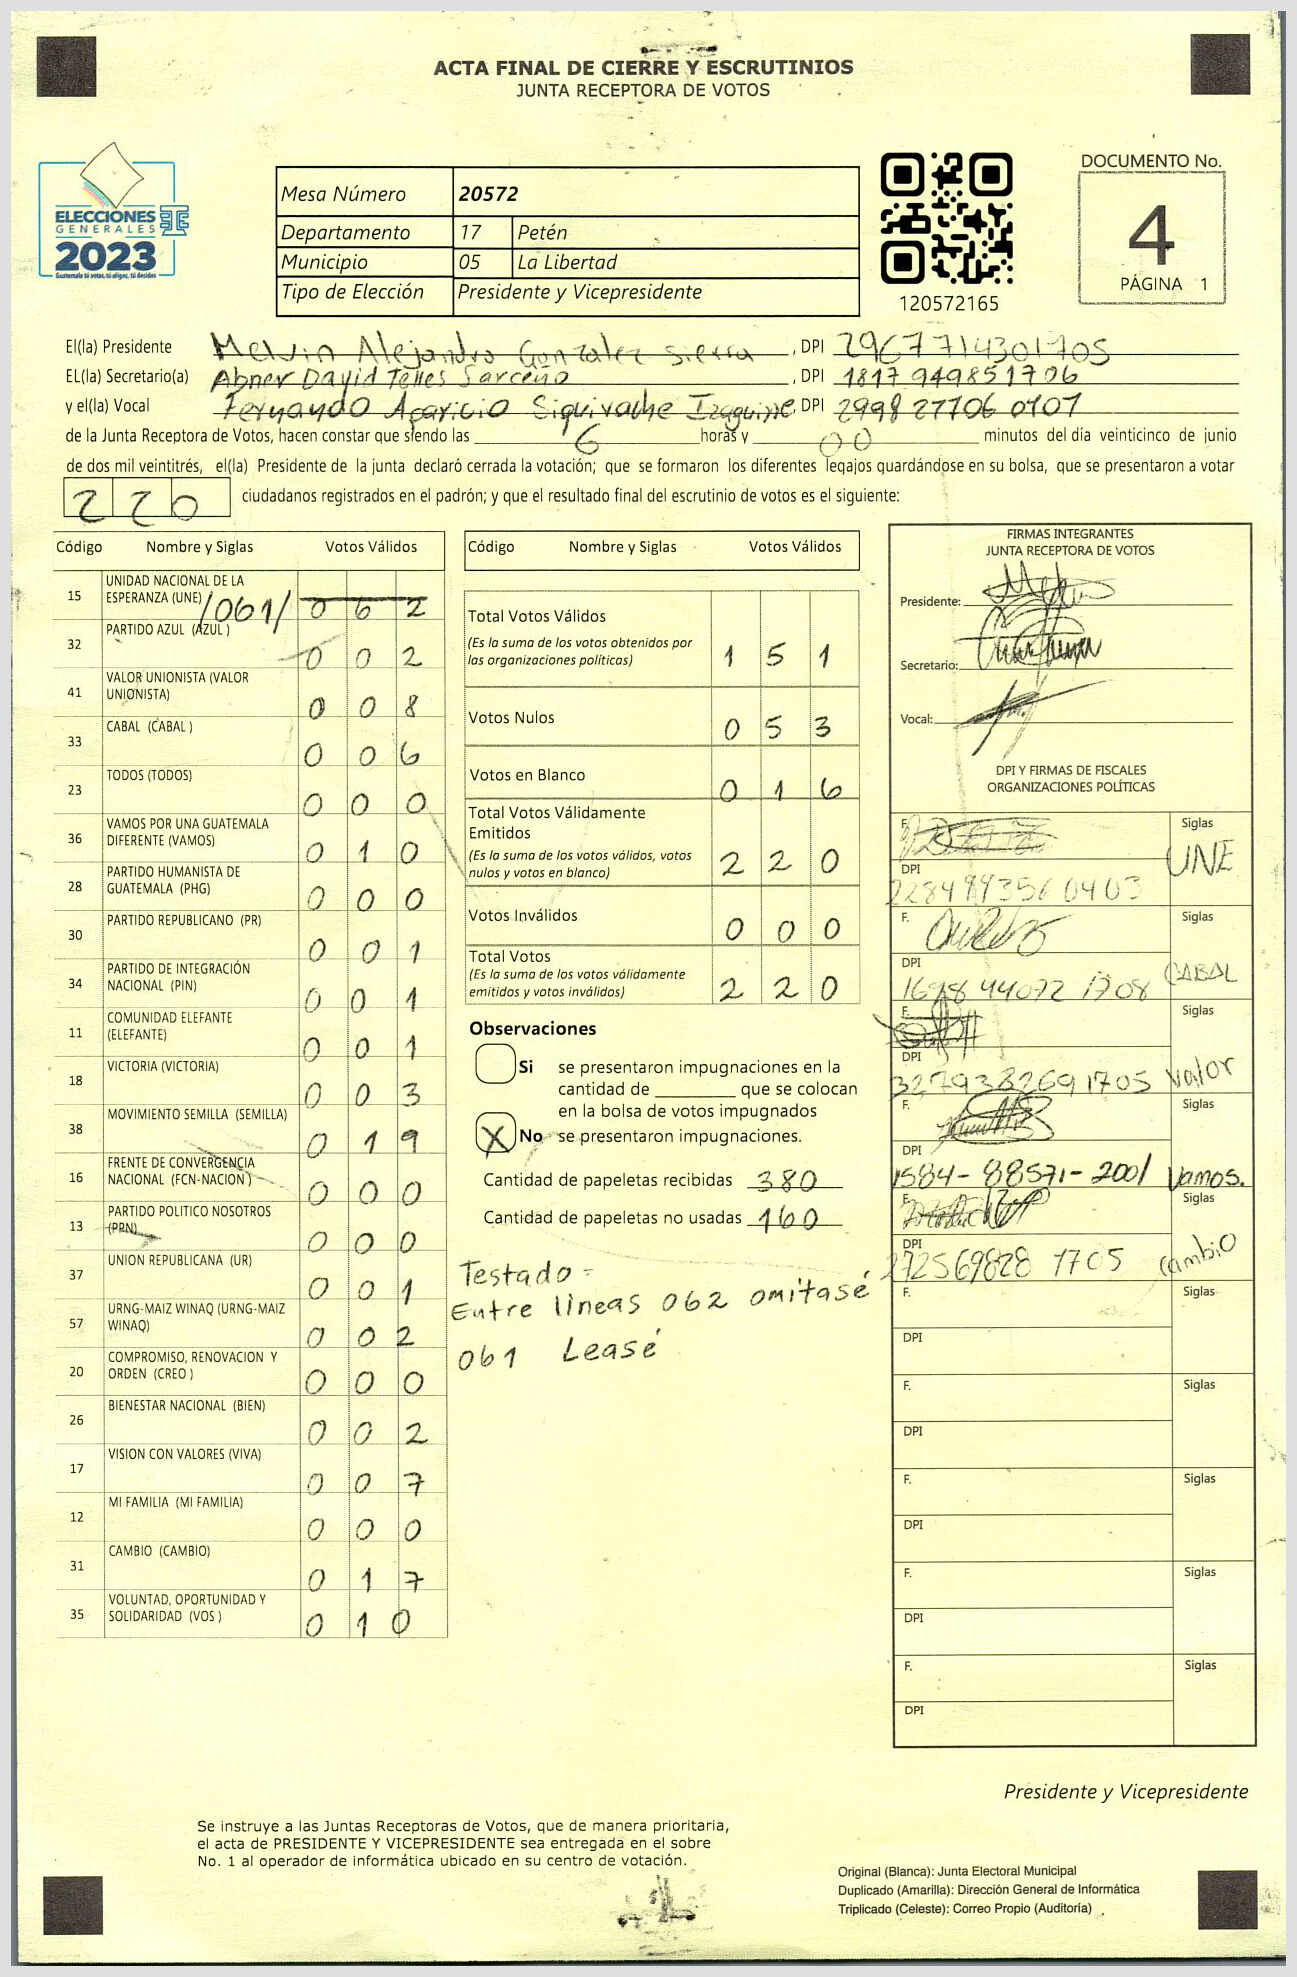 ACTA FINAL DE CIERRE Y ESCRUTINIOS
JUNTA RECEPTORA DE VOTOS
ELECCIONES
GENERALES
2023
Guatemala tú votas, tú eliges, tú decides
Mesa Número 20572
Departamento 17 Petén
Municipio 05 La Libertad
Tipo de Elección Presidente y Vicepresidente
120572165
DOCUMENTO No.
4
PÁGINA 1
El(la) Presidente Melvin Alejandro Gonzalez Sierra , DPI 2967714301705
EL(la) Secretario(a) Abner David Telles Sarceño , DPI 1817 949851706
y el(la) Vocal Fernando Aparicio Siquivache Izaguirre, DPI 2998 27706 0107
de la Junta Receptora de Votos, hacen constar que siendo las 6 horas y 00 minutos del día veinticinco de junio
de dos mil veintitrés, el(la) Presidente de la junta declaró cerrada la votación; que se formaron los diferentes legajos guardándose en su bolsa, que se presentaron a votar
220 ciudadanos registrados en el padrón; y que el resultado final del escrutinio de votos es el siguiente:
Código Nombre y Siglas Votos Válidos
15 UNIDAD NACIONAL DE LA
ESPERANZA (UNE) /061/ 0 6 2
32 PARTIDO AZUL (AZUL ) 0 0 2
41 VALOR UNIONISTA (VALOR
UNIONISTA) 0 0 8
33 CABAL (CABAL ) 0 0 6
23 TODOS (TODOS) 0 0 0
36 VAMOS POR UNA GUATEMALA
DIFERENTE (VAMOS) 0 1 0
28 PARTIDO HUMANISTA DE
GUATEMALA (PHG) 0 0 0
30 PARTIDO REPUBLICANO (PR) 0 0 1
34 PARTIDO DE INTEGRACIÓN
NACIONAL (PIN) 0 0 1
11 COMUNIDAD ELEFANTE
(ELEFANTE) 0 0 1
18 VICTORIA (VICTORIA) 0 0 3
38 MOVIMIENTO SEMILLA (SEMILLA) 0 1 9
16 FRENTE DE CONVERGENCIA
NACIONAL (FCN-NACION ) 0 0 0
13 PARTIDO POLITICO NOSOTROS
(PPN) 0 0 0
37 UNION REPUBLICANA (UR) 0 0 1
57 URNG-MAIZ WINAQ (URNG-MAIZ
WINAQ) 0 0 2
20 COMPROMISO, RENOVACION Y
ORDEN (CREO ) 0 0 0
26 BIENESTAR NACIONAL (BIEN) 0 0 2
17 VISION CON VALORES (VIVA) 0 0 7
12 MI FAMILIA (MI FAMILIA) 0 0 0
31 CAMBIO (CAMBIO) 0 1 7
35 VOLUNTAD, OPORTUNIDAD Y
SOLIDARIDAD (VOS ) 0 1 0
Código Nombre y Siglas Votos Válidos
Total Votos Válidos
(Es la suma de los votos obtenidos por
las organizaciones políticas) 1 5 1
Votos Nulos 0 5 3
Votos en Blanco 0 1 6
Total Votos Válidamente
Emitidos
(Es la suma de los votos válidos, votos
nulos y votos en blanco) 2 2 0
Votos Inválidos 0 0 0
Total Votos
(Es la suma de los votos válidamente
emitidos y votos inválidos) 2 2 0
Observaciones
Si se presentaron impugnaciones en la
cantidad de ________ que se colocan
en la bolsa de votos impugnados
X No se presentaron impugnaciones.
Cantidad de papeletas recibidas 380
Cantidad de papeletas no usadas 160
Testado =
Entre líneas 062 omitasé
061 Leasé
FIRMAS INTEGRANTES
JUNTA RECEPTORA DE VOTOS
Presidente:
Secretario:
Vocal:
DPI Y FIRMAS DE FISCALES
ORGANIZACIONES POLÍTICAS
F. Siglas
UNE
DPI
2284994356 0403
F. Siglas
DPI
1698 44072 1708 CABAL
F. Siglas
DPI
3279382691705 Valor
F. Siglas
DPI
1584-88571-2001 Vamos.
F. Siglas
DPI
272569828 1705 Cambio
F. Siglas
DPI
F. Siglas
DPI
F. Siglas
DPI
F. Siglas
DPI
F. Siglas
DPI
Presidente y Vicepresidente
Se instruye a las Juntas Receptoras de Votos, que de manera prioritaria,
el acta de PRESIDENTE Y VICEPRESIDENTE sea entregada en el sobre
No. 1 al operador de informática ubicado en su centro de votación.
Original (Blanca): Junta Electoral Municipal
Duplicado (Amarilla): Dirección General de Informática
Triplicado (Celeste): Correo Propio (Auditoría)